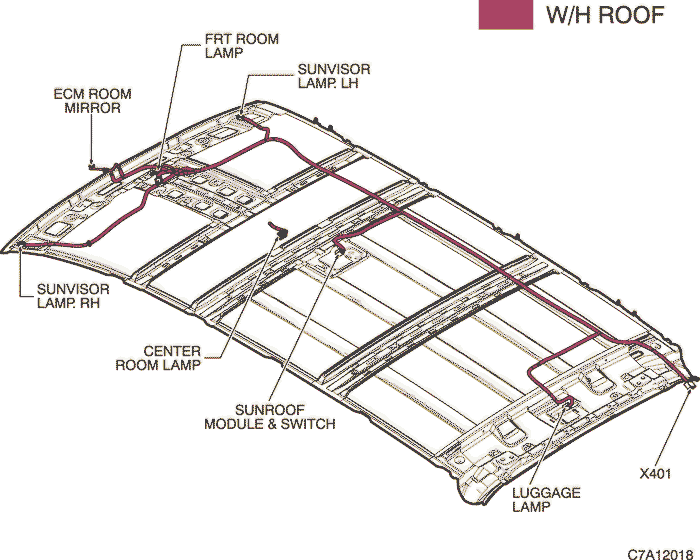 W/H ROOF
FRT ROOM
LAMP
SUNVISOR
LAMP. LH
ECM ROOM
MIRROR
SUNVISOR
LAMP. RH
CENTER
ROOM LAMP
SUNROOF
MODULE & SWITCH
X401
LUGGAGE
LAMP
C7A12018